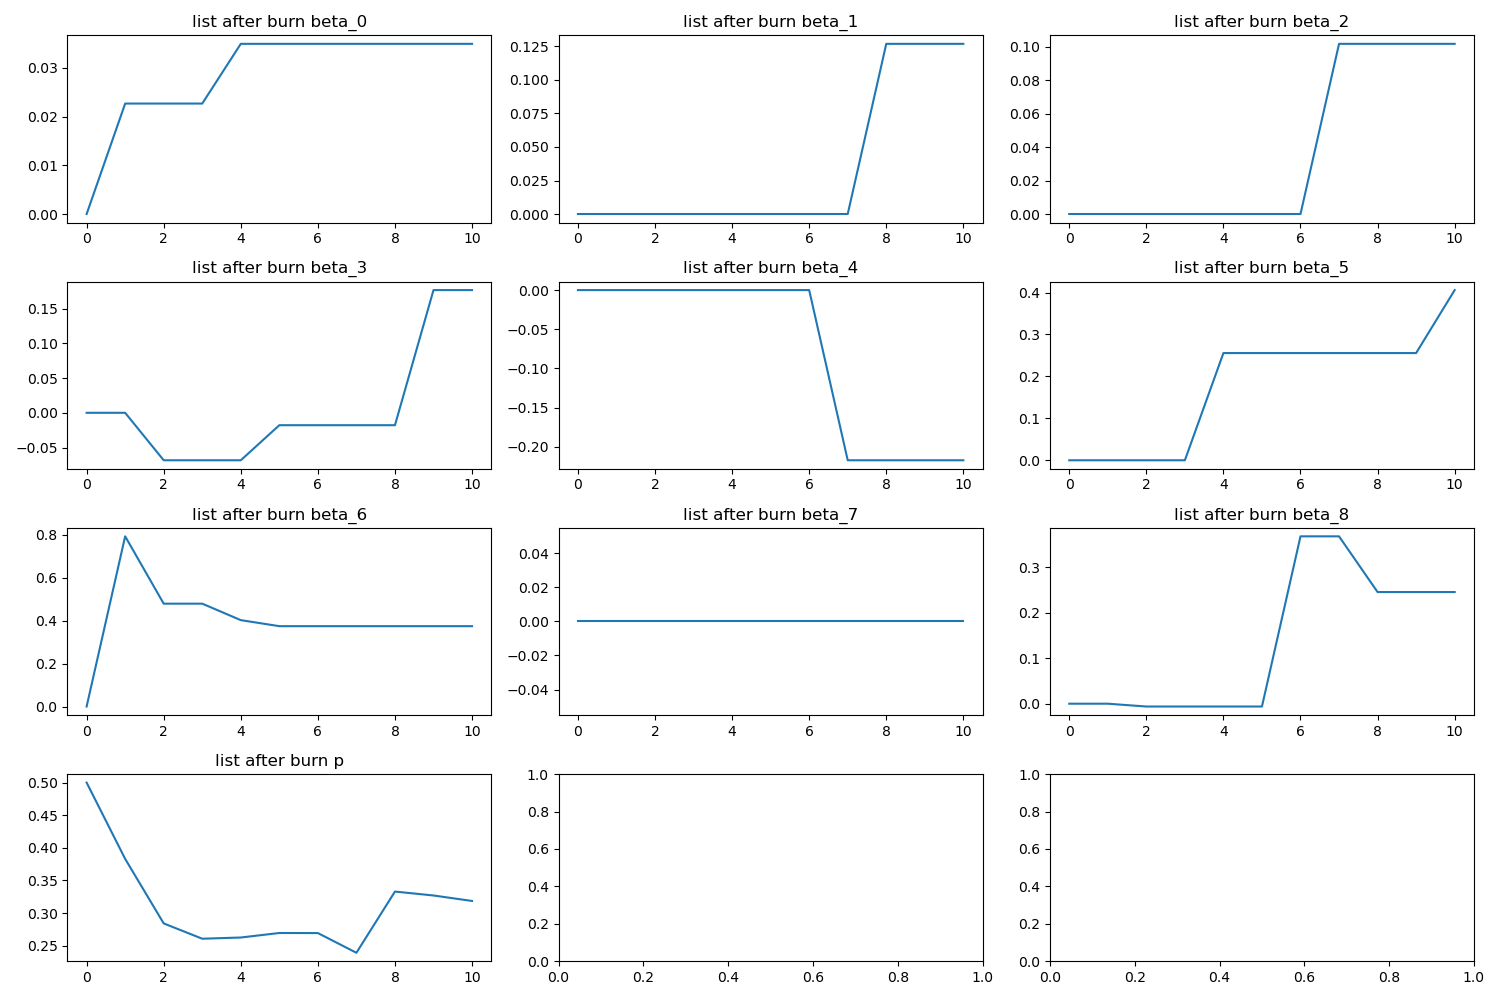 list after burn beta_0 list after burn beta_1 list after burn beta_2
0.03 0.125 0.10
0.02 0.100 0.08
0.01 0.075 0.06
0.00 0.050 0.04
0.025 0.02
0.000 0.00
0 2 4 6 8 10 0 2 4 6 8 10 0 2 4 6 8 10
list after burn beta_3 list after burn beta_4 list after burn beta_5
0.15 0.00 0.4
0.10 −0.05 0.3
0.05 −0.10 0.2
0.00 −0.15 0.1
−0.05 −0.20 0.0
0 2 4 6 8 10 0 2 4 6 8 10 0 2 4 6 8 10
list after burn beta_6 list after burn beta_7 list after burn beta_8
0.8 0.04 0.3
0.6 0.02 0.2
0.4 0.00 0.1
0.2 −0.02 0.0
0.0 −0.04
0 2 4 6 8 10 0 2 4 6 8 10 0 2 4 6 8 10
list after burn p
0.50 1.0 1.0
0.45 0.8 0.8
0.40 0.6 0.6
0.35 0.4 0.4
0.30 0.2 0.2
0.25 0.0 0.0
0 2 4 6 8 10 0.0 0.2 0.4 0.6 0.8 1.0 0.0 0.2 0.4 0.6 0.8 1.0